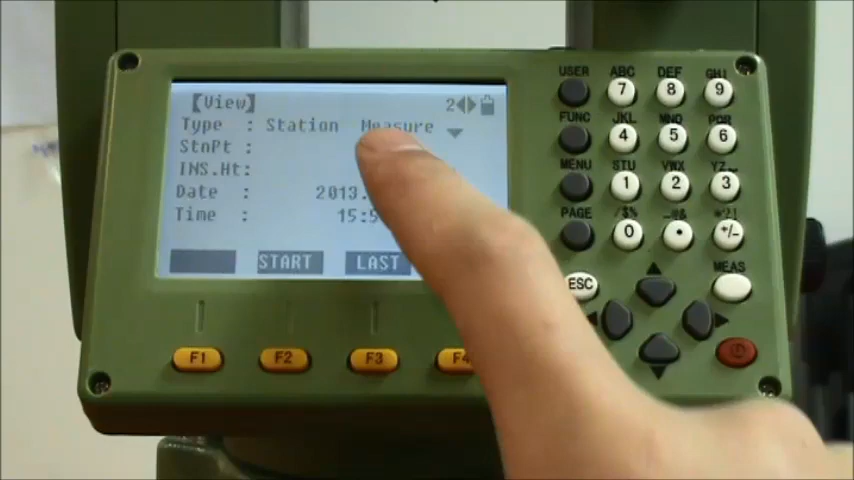 【View】 2
Type : Station Measure
StnPt :
INS.Ht:
Date : 2013.
Time : 15:5
START LAST
F1 F2 F3 F4
USER ABC DEF GHI
7 8 9
FUNC JKL MNO PQR
4 5 6
MENU STU VWX YZ
1 2 3
PAGE /$% _@& *?!
0 • +/-
ESC MEAS